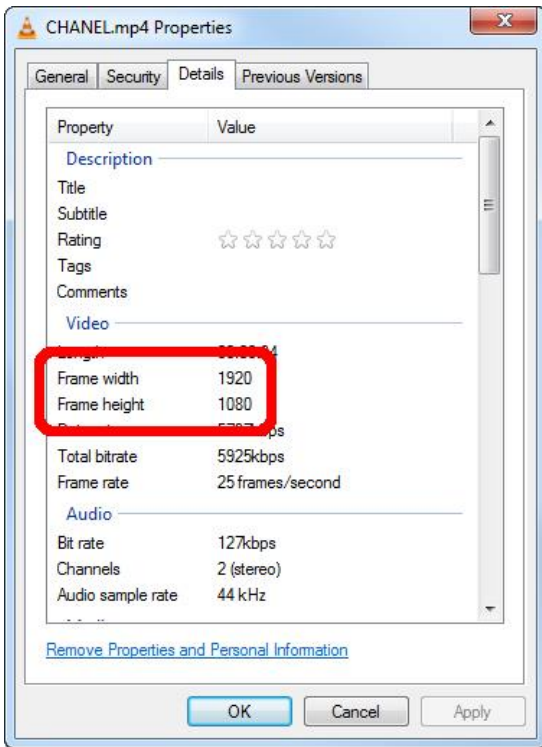 CHANEL.mp4 Properties
General Security Details Previous Versions
Property Value
Description
Title
Subtitle
Rating
Tags
Comments
Video
Frame width 1920
Frame height 1080
Total bitrate 5925kbps
Frame rate 25 frames/second
Audio
Bit rate 127kbps
Channels 2 (stereo)
Audio sample rate 44 kHz
Remove Properties and Personal Information
OK Cancel Apply